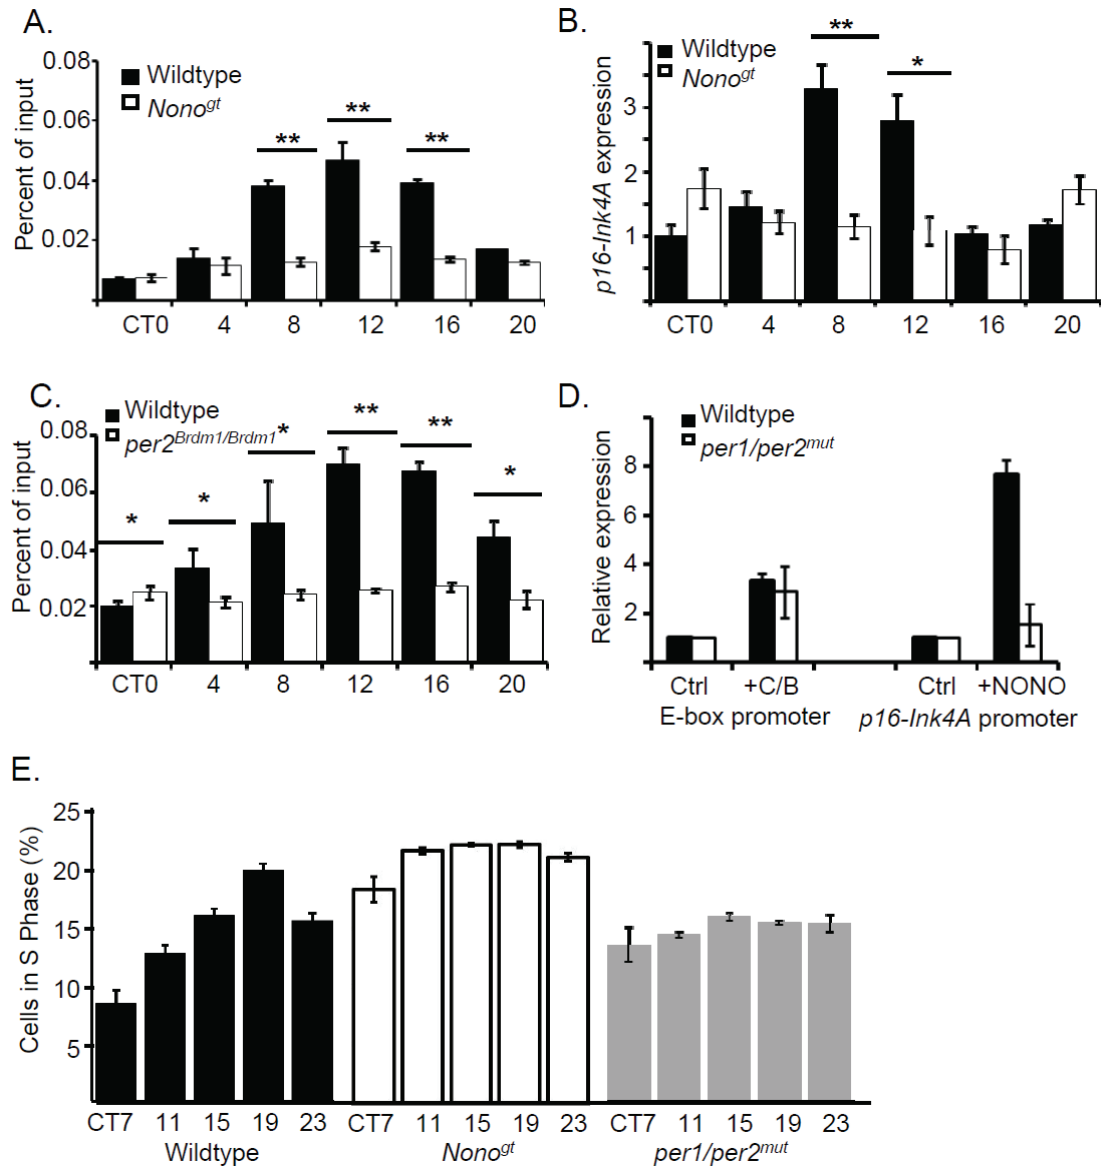 A.
Percent of input
0.08
0.06
0.04
0.02
Wildtype
Nonogt
**
**
**
CT0 4 8 12 16 20
B.
p16-Ink4A expression
3
2
1
Wildtype
Nonogt
**
*
CT0 4 8 12 16 20
C.
Percent of input
0.08
0.06
0.04
0.02
Wildtype
per2Brdm1/Brdm1
*
*
*
**
**
*
CT0 4 8 12 16 20
D.
Relative expression
8
6
4
2
Wildtype
per1/per2mut
Ctrl +C/B Ctrl +NONO
E-box promoter p16-Ink4A promoter
E.
Cells in S Phase (%)
25
20
15
10
5
CT7 11 15 19 23 CT7 11 15 19 23 CT7 11 15 19 23
Wildtype Nonogt per1/per2mut